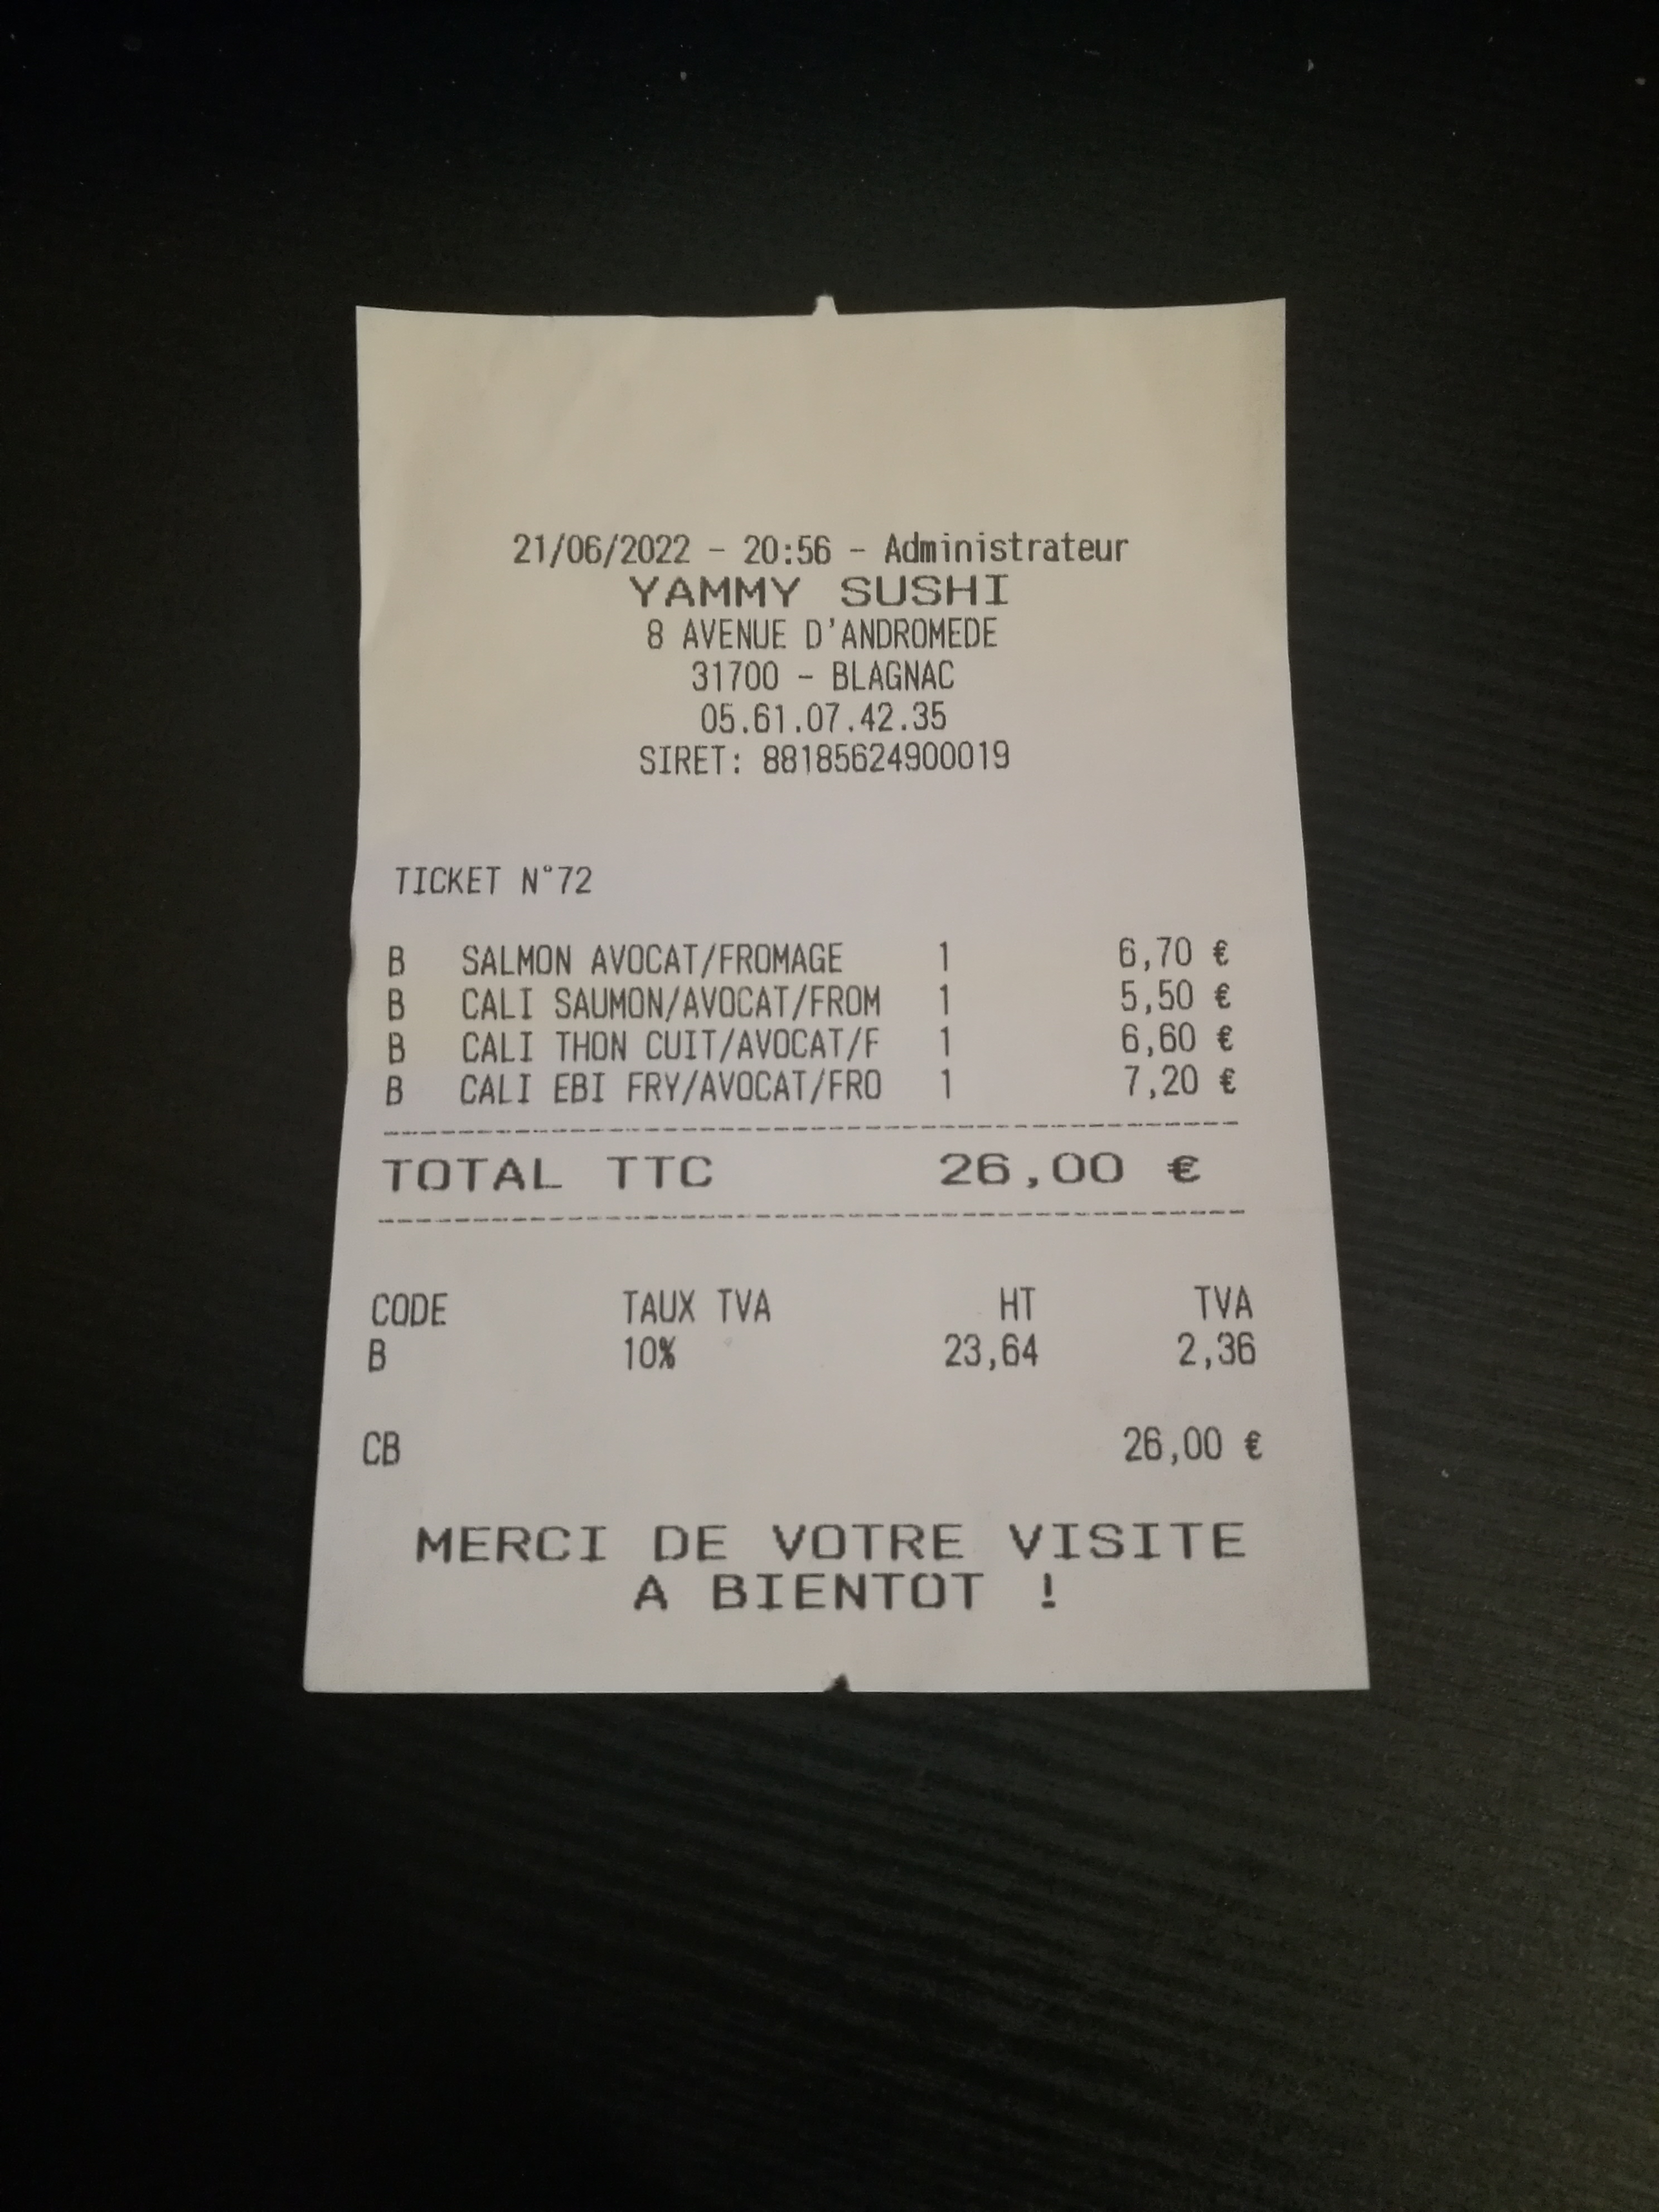 21/06/2022 - 20:56 - Administrateur
YAMMY SUSHI
8 AVENUE D'ANDROMEDE
31700 - BLAGNAC
05.61.07.42.35
SIRET: 88185624900019
TICKET N°72
B SALMON AVOCAT/FROMAGE 1 6,70 €
B CALI SAUMON/AVOCAT/FROM 1 5,50 €
B CALI THON CUIT/AVOCAT/F 1 6,60 €
B CALI EBI FRY/AVOCAT/FRO 1 7,20 €
TOTAL TTC 26,00 €
CODE TAUX TVA HT TVA
B 10% 23,64 2,36
CB 26,00 €
MERCI DE VOTRE VISITE
A BIENTOT !